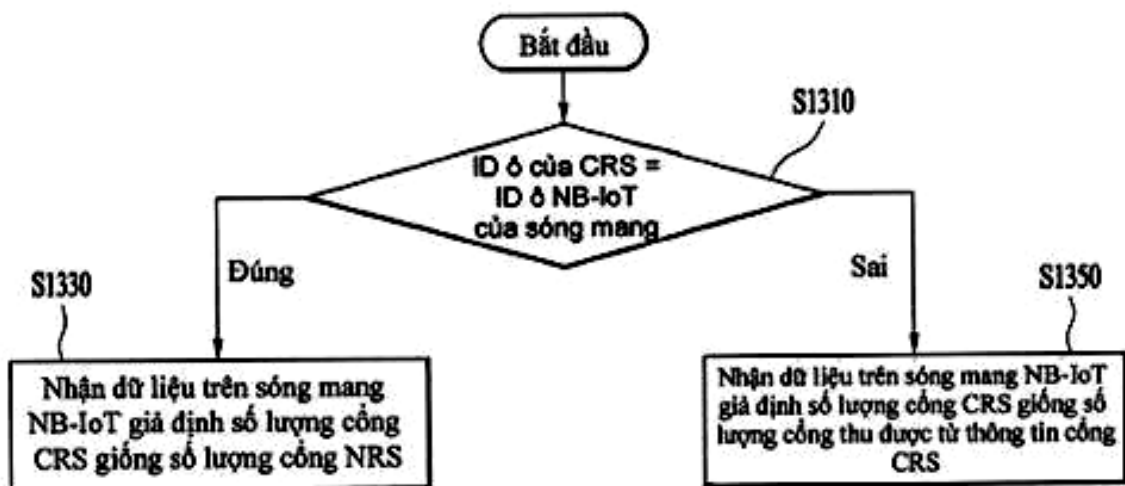 Bắt đầu
S1310
ID ô của CRS =
ID ô NB-IoT
của sóng mang
Đúng
Sai
S1330
S1350
Nhận dữ liệu trên sóng mang
NB-IoT giả định số lượng cổng
CRS giống số lượng cổng NRS
Nhận dữ liệu trên sóng mang NB-IoT
giả định số lượng cổng CRS giống số
lượng cổng thu được từ thông tin cổng
CRS